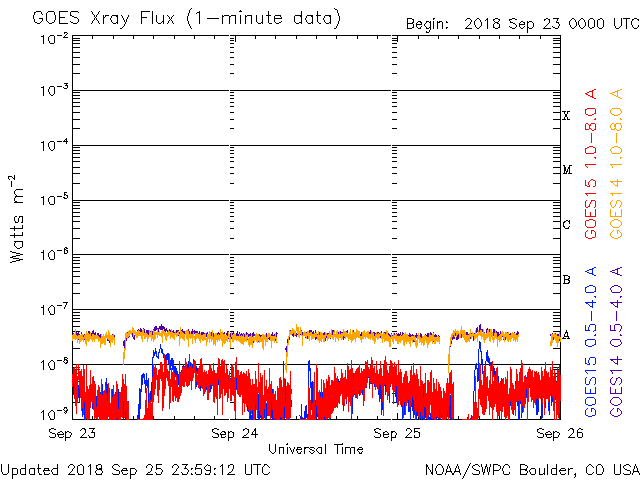 GOES Xray Flux (1-minute data)
Begin: 2018 Sep 23 0000 UTC
10⁻²
10⁻³
10⁻⁴
10⁻⁵
10⁻⁶
10⁻⁷
10⁻⁸
10⁻⁹
Watts m⁻²
X
M
C
B
A
GOES15 1.0-8.0 A
GOES14 1.0-8.0 A
GOES15 0.5-4.0 A
GOES14 0.5-4.0 A
Sep 23 Sep 24 Sep 25 Sep 26
Universal Time
Updated 2018 Sep 25 23:59:12 UTC
NOAA/SWPC Boulder, CO USA